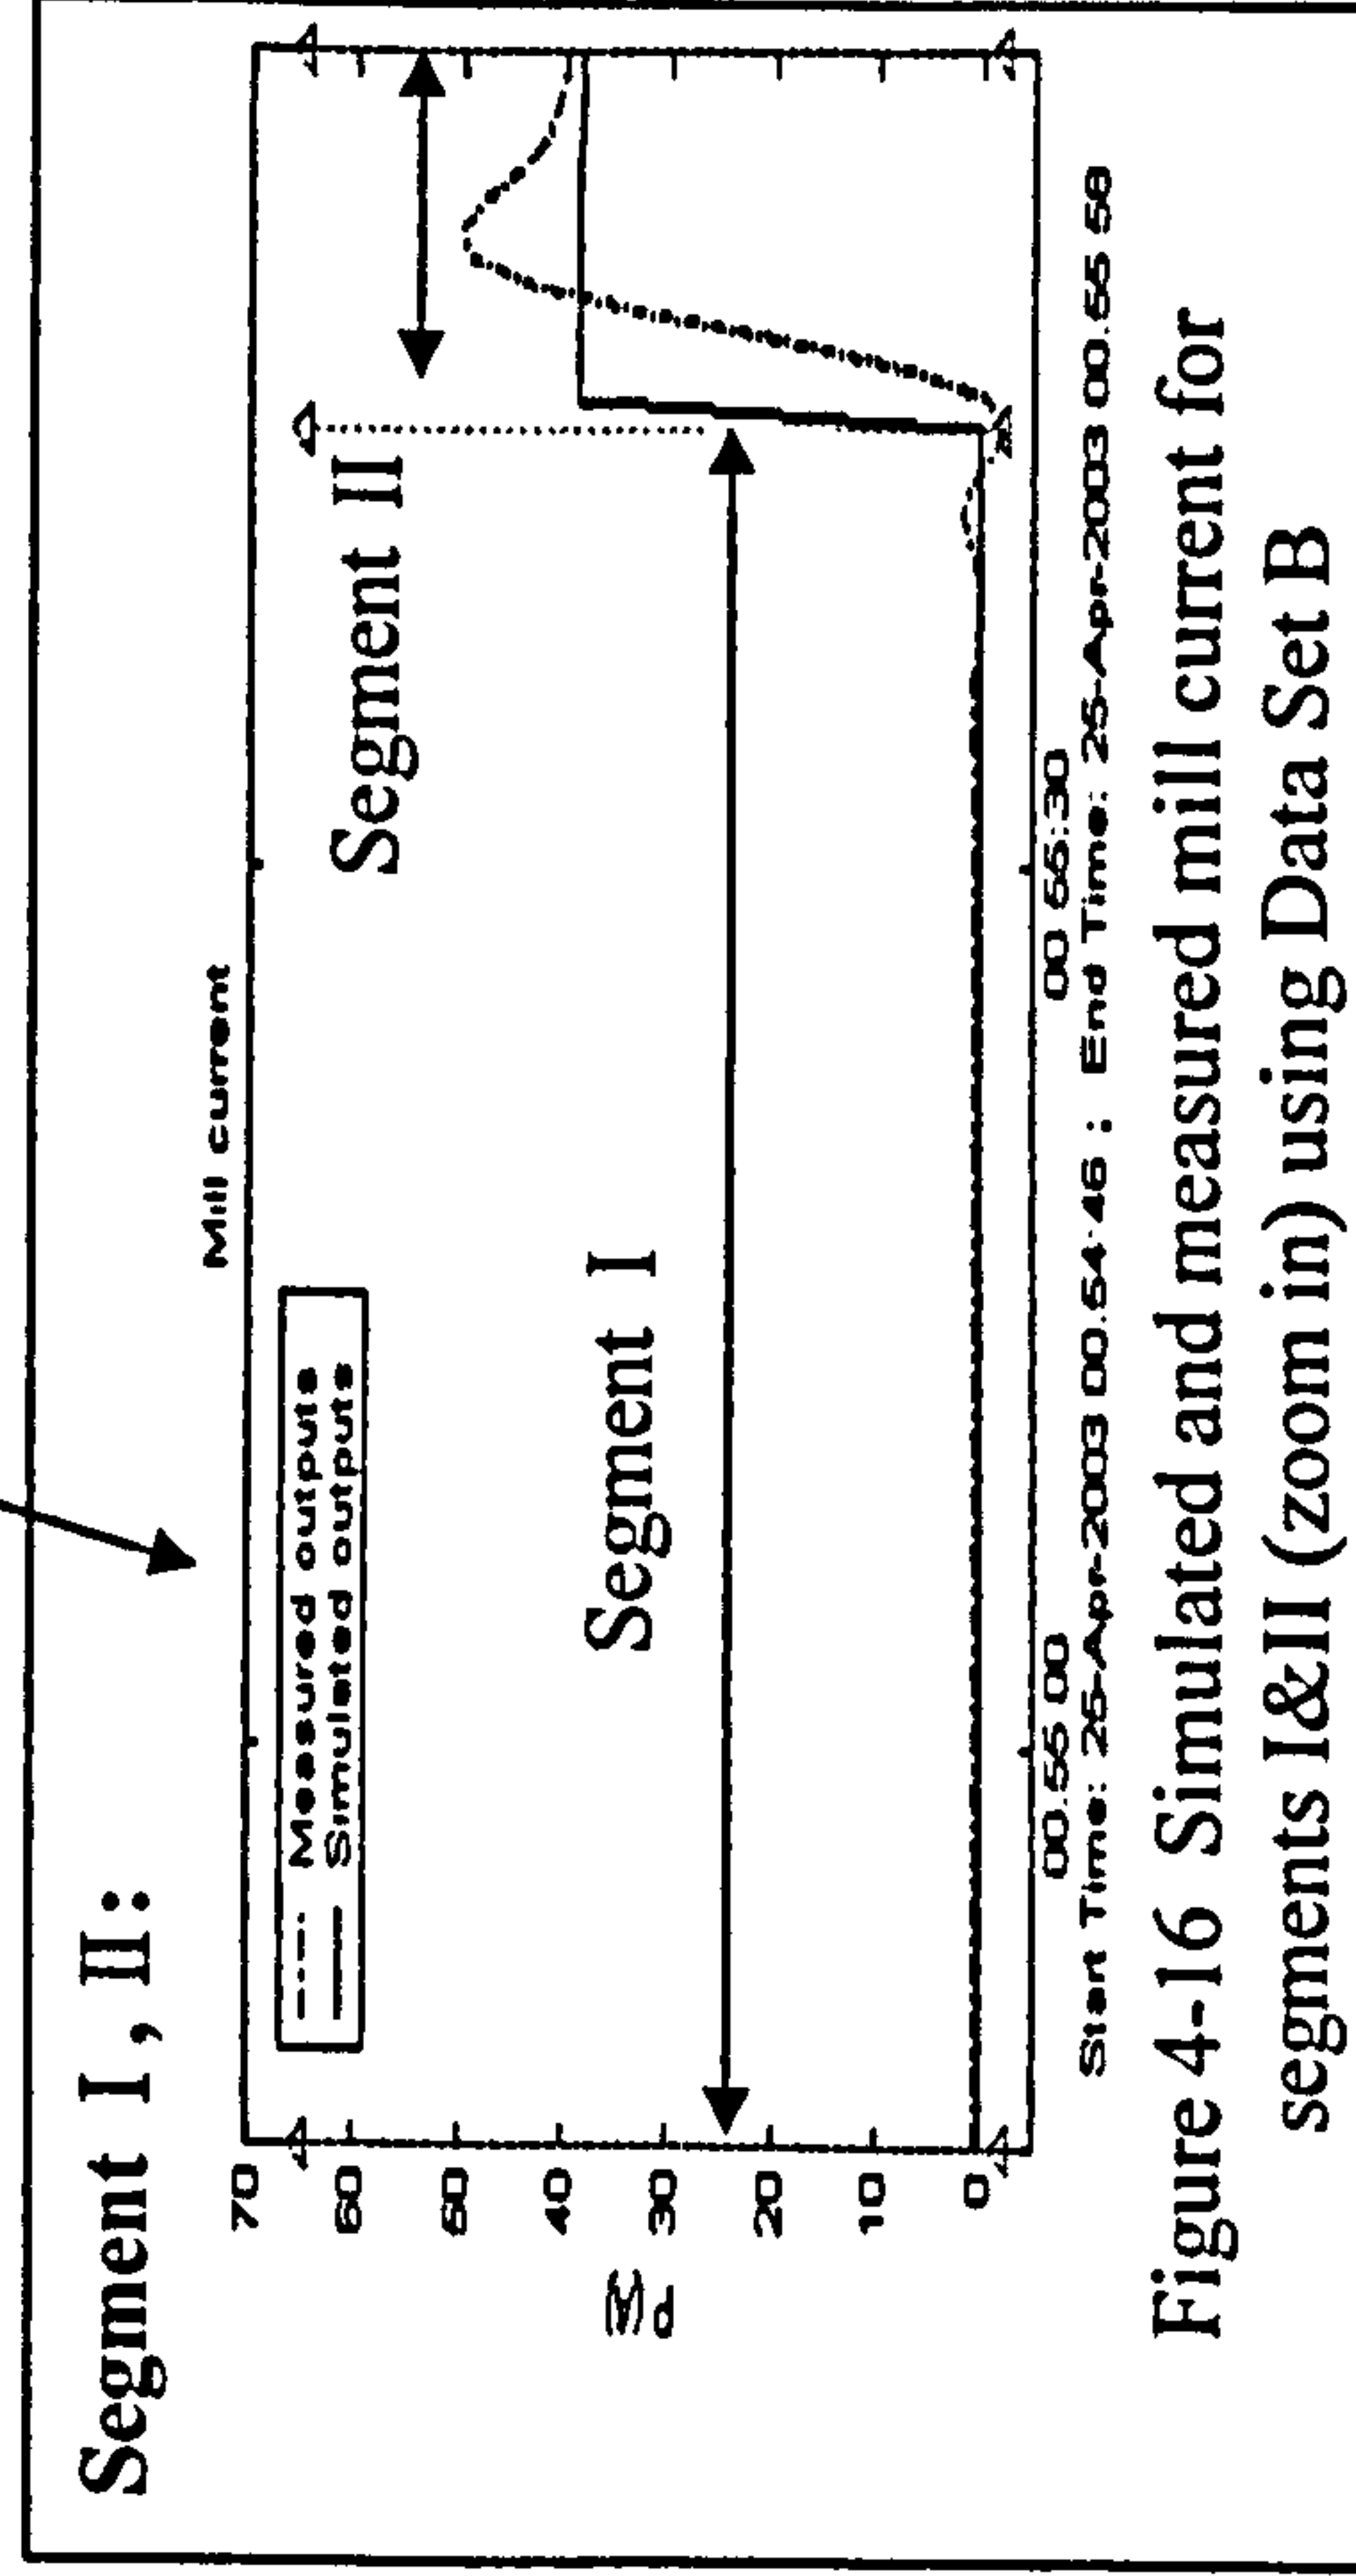 Segment I , II:
Mill current
Measured outputs
Simulated outputs
Segment II
Segment I
70
60
50
40
30
20
10
0
00.55 00
00 55:30
Start Time: 25-Apr-2003 00.54.46 ; End Time: 25-Apr-2003 00.55 58
Figure 4-16 Simulated and measured mill current for
segments I&II (zoom in) using Data Set B